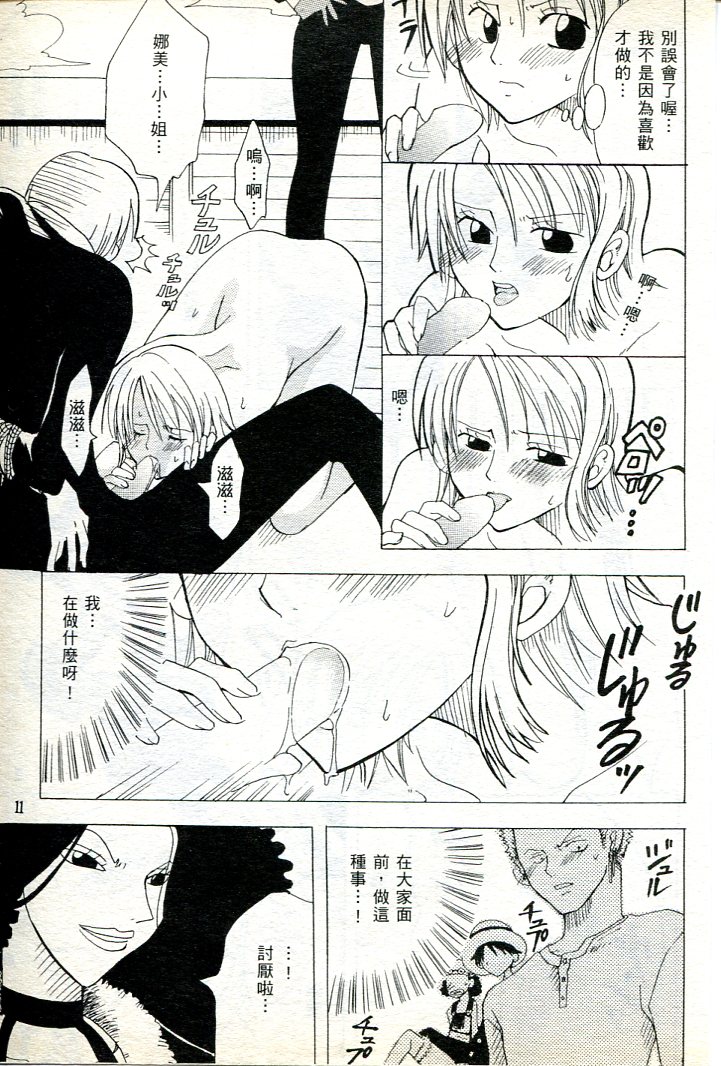 別誤會了喔…
我不是因為喜歡
才做的…
娜美…小…姐…
嗚…啊…
チュル
チュルッ
啊…嗯…
嗯…
ペロッ…
滋滋…
滋滋…
我…
在做什麼呀！
じゅる
じゅるッ
11
在大家面
前，做這
種事…！
ジュル
チュプ
チュプ
…！
討厭啦…